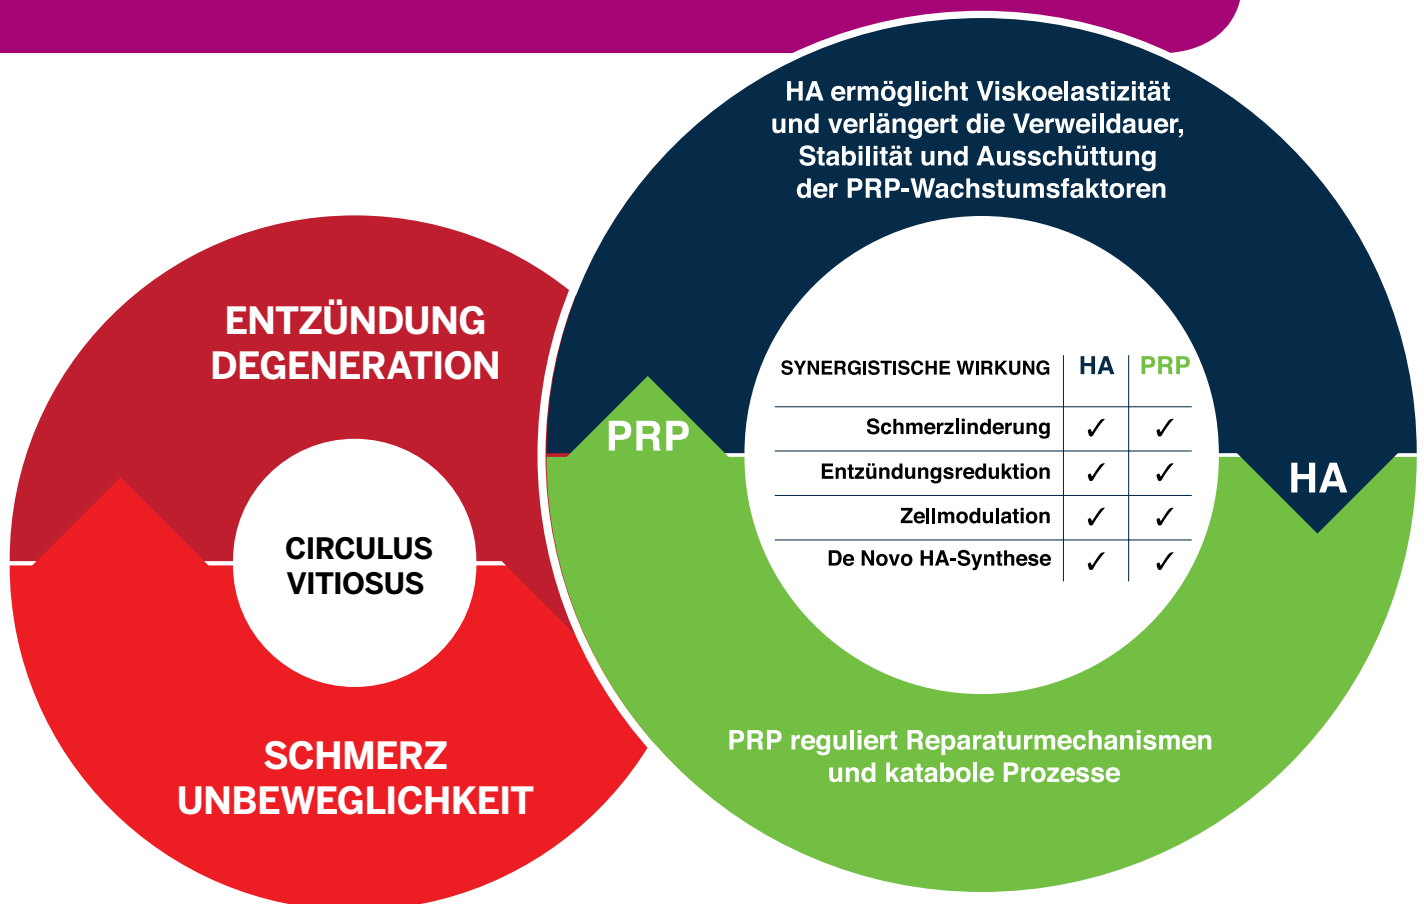 HA ermöglicht Viskoelastizität
und verlängert die Verweildauer,
Stabilität und Ausschüttung
der PRP-Wachstumsfaktoren
ENTZÜNDUNG
DEGENERATION
CIRCULUS
VITIOSUS
SCHMERZ
UNBEWEGLICHKEIT
PRP
SYNERGISTISCHE WIRKUNG HA PRP
Schmerzlinderung ✓ ✓
Entzündungsreduktion ✓ ✓
Zellmodulation ✓ ✓
De Novo HA-Synthese ✓ ✓
HA
PRP reguliert Reparaturmechanismen
und katabole Prozesse